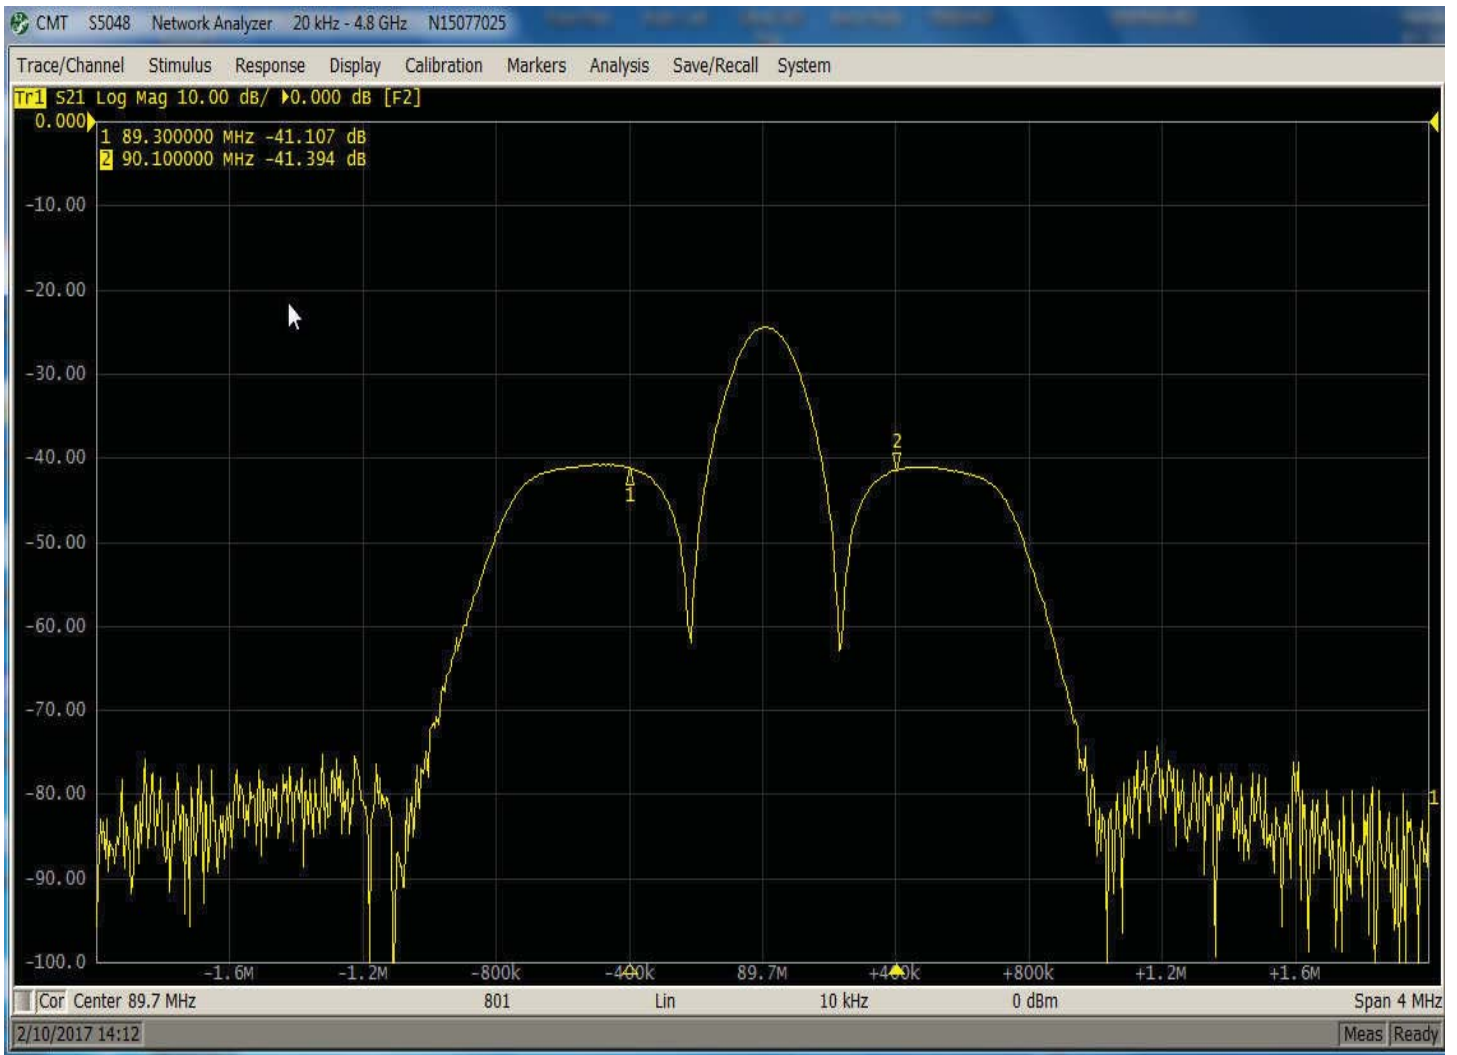 CMT S5048 Network Analyzer 20 kHz - 4.8 GHz N15077025
Trace/Channel Stimulus Response Display Calibration Markers Analysis Save/Recall System
Tr1 S21 Log Mag 10.00 dB/ ▶0.000 dB [F2]
0.000
1 89.300000 MHz -41.107 dB
2 90.100000 MHz -41.394 dB
-10.00
-20.00
-30.00
-40.00
2
1
-50.00
-60.00
-70.00
-80.00
1
-90.00
-100.0
-1.6M -1.2M -800k -400k 89.7M +400k +800k +1.2M +1.6M
Cor Center 89.7 MHz 801 Lin 10 kHz 0 dBm Span 4 MHz
2/10/2017 14:12 Meas Ready